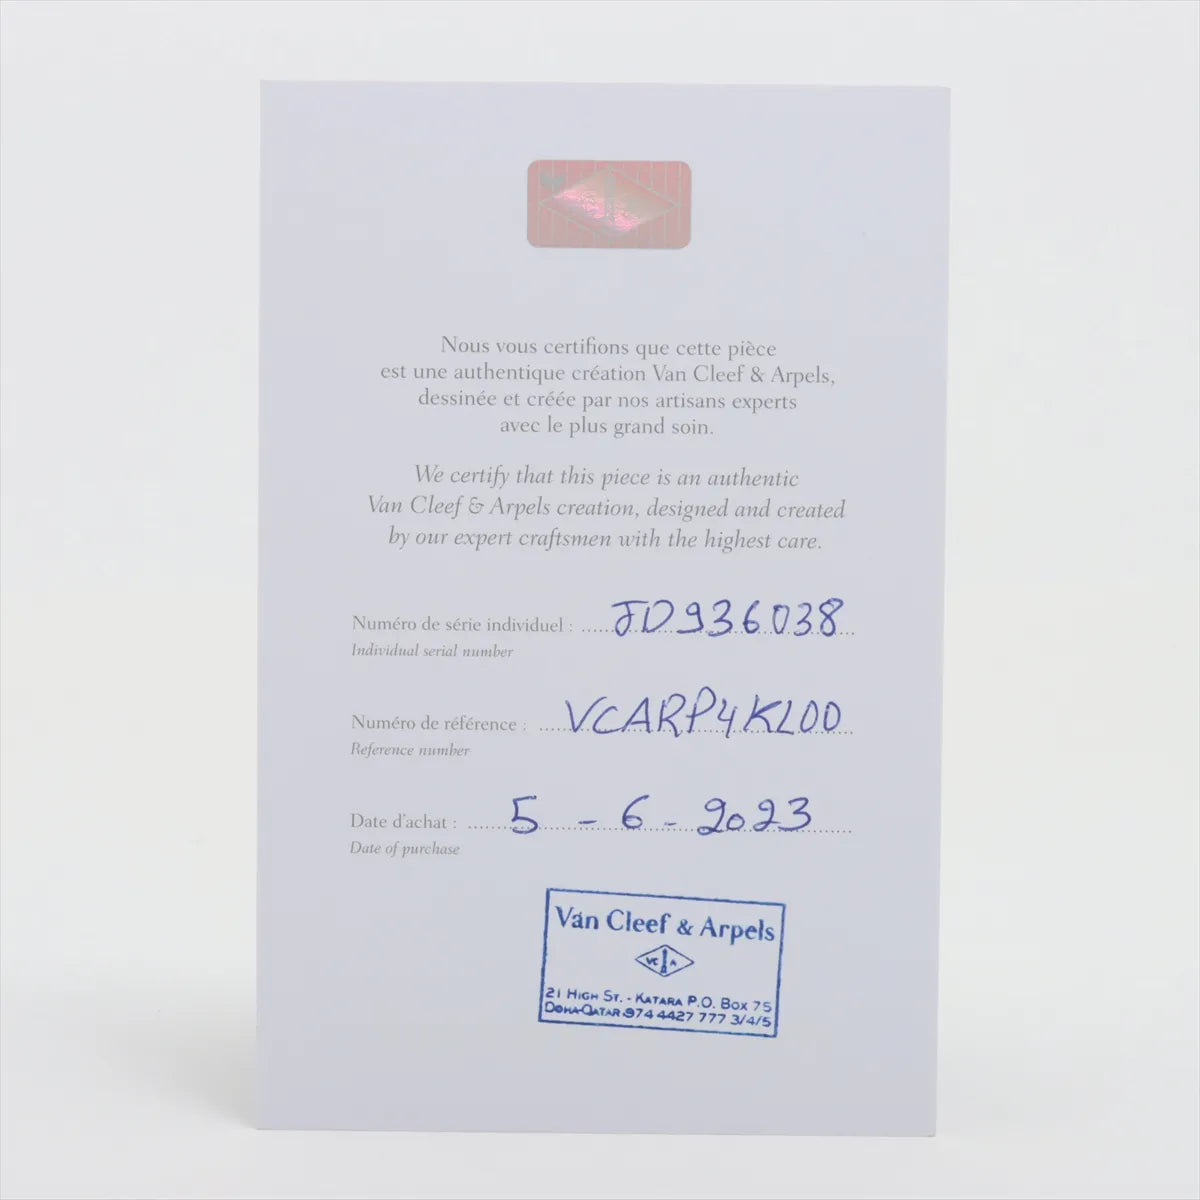 Nous vous certifions que cette pièce
est une authentique création Van Cleef & Arpels,
dessinée et créée par nos artisans experts
avec le plus grand soin.
We certify that this piece is an authentic
Van Cleef & Arpels creation, designed and created
by our expert craftsmen with the highest care.
Numéro de série individuel : JD936038
Individual serial number
Numéro de référence : VCARP4KL00
Reference number
Date d'achat : 5 - 6 - 2023
Date of purchase
Van Cleef & Arpels
VC A
21 High St. - Katara P.O. Box 75
Doha-Qatar 974 4427 777 3/4/5